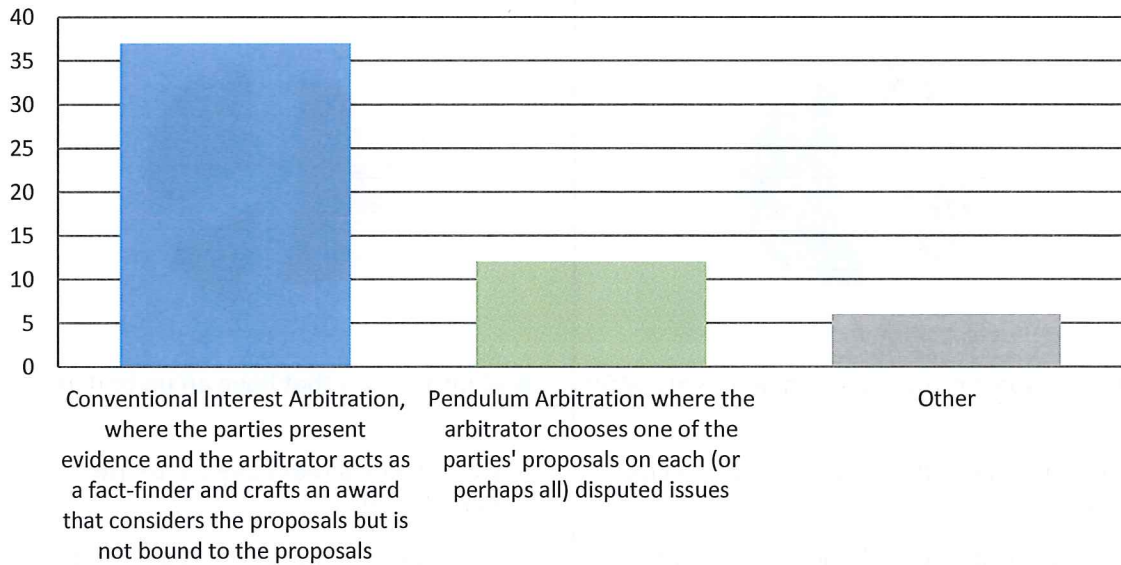 40
35
30
25
20
15
10
5
0
Conventional Interest Arbitration,
where the parties present
evidence and the arbitrator acts as
a fact-finder and crafts an award
that considers the proposals but is
not bound to the proposals
Pendulum Arbitration where the
arbitrator chooses one of the
parties' proposals on each (or
perhaps all) disputed issues
Other